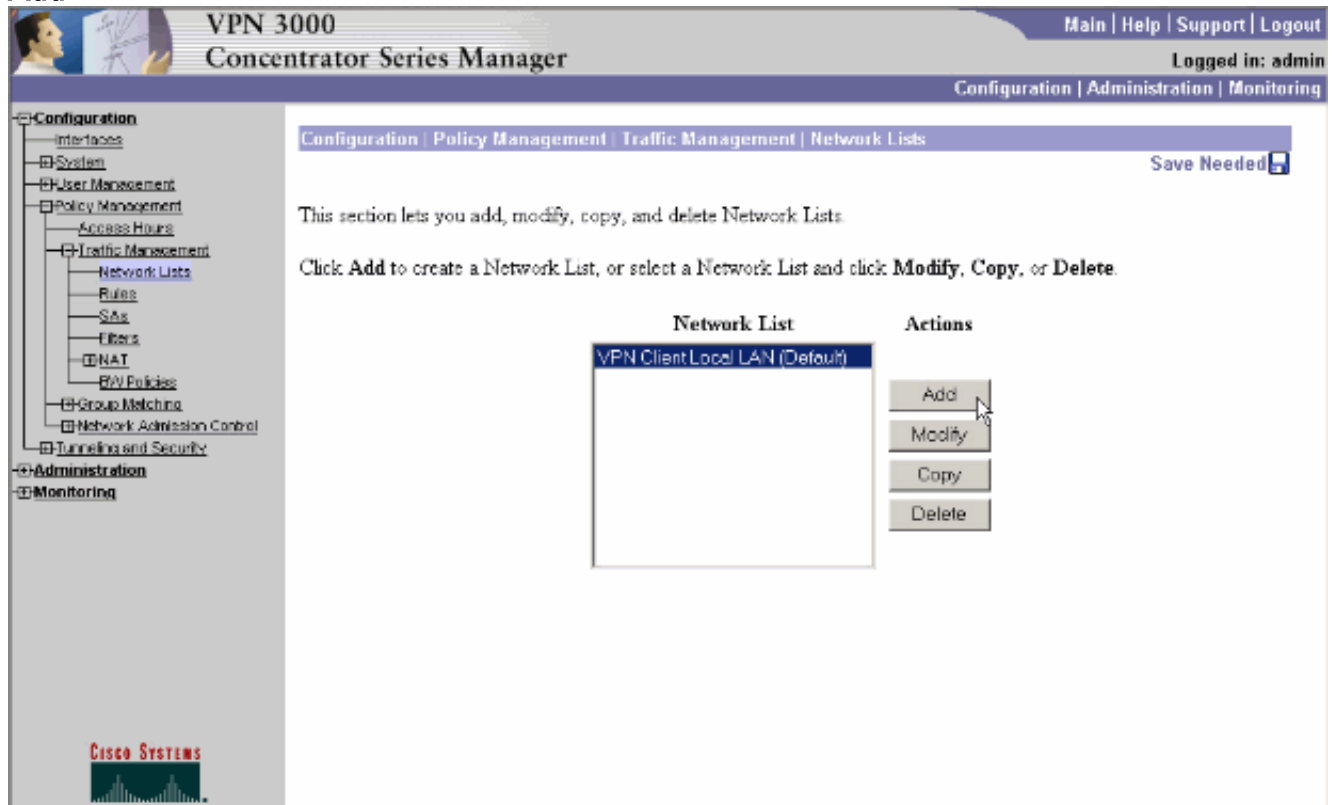 VPN 3000
Concentrator Series Manager
Main | Help | Support | Logout
Logged in: admin
Configuration | Administration | Monitoring
Configuration
Interfaces
System
User Management
Policy Management
Access Hours
Traffic Management
Network Lists
Rules
SAs
Filters
NAT
BW Policies
Group Matching
Network Admission Control
Tunneling and Security
Administration
Monitoring
Configuration | Policy Management | Traffic Management | Network Lists
Save Needed
This section lets you add, modify, copy, and delete Network Lists.
Click Add to create a Network List, or select a Network List and click Modify, Copy, or Delete.
Network List
Actions
VPN Client Local LAN (Default)
Add
Modify
Copy
Delete
CISCO SYSTEMS